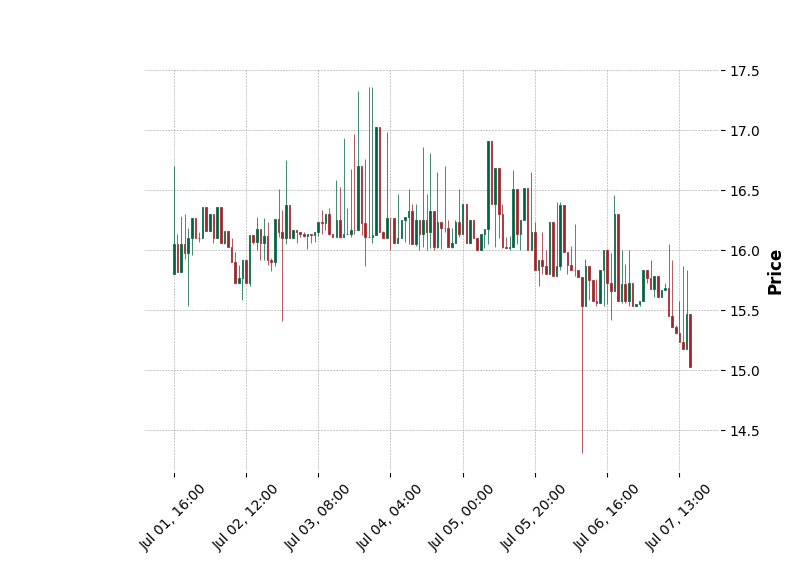 17.5
17.0
16.5
16.0
15.5
15.0
14.5
Price
Jul 01, 16:00
Jul 02, 12:00
Jul 03, 08:00
Jul 04, 04:00
Jul 05, 00:00
Jul 05, 20:00
Jul 06, 16:00
Jul 07, 13:00